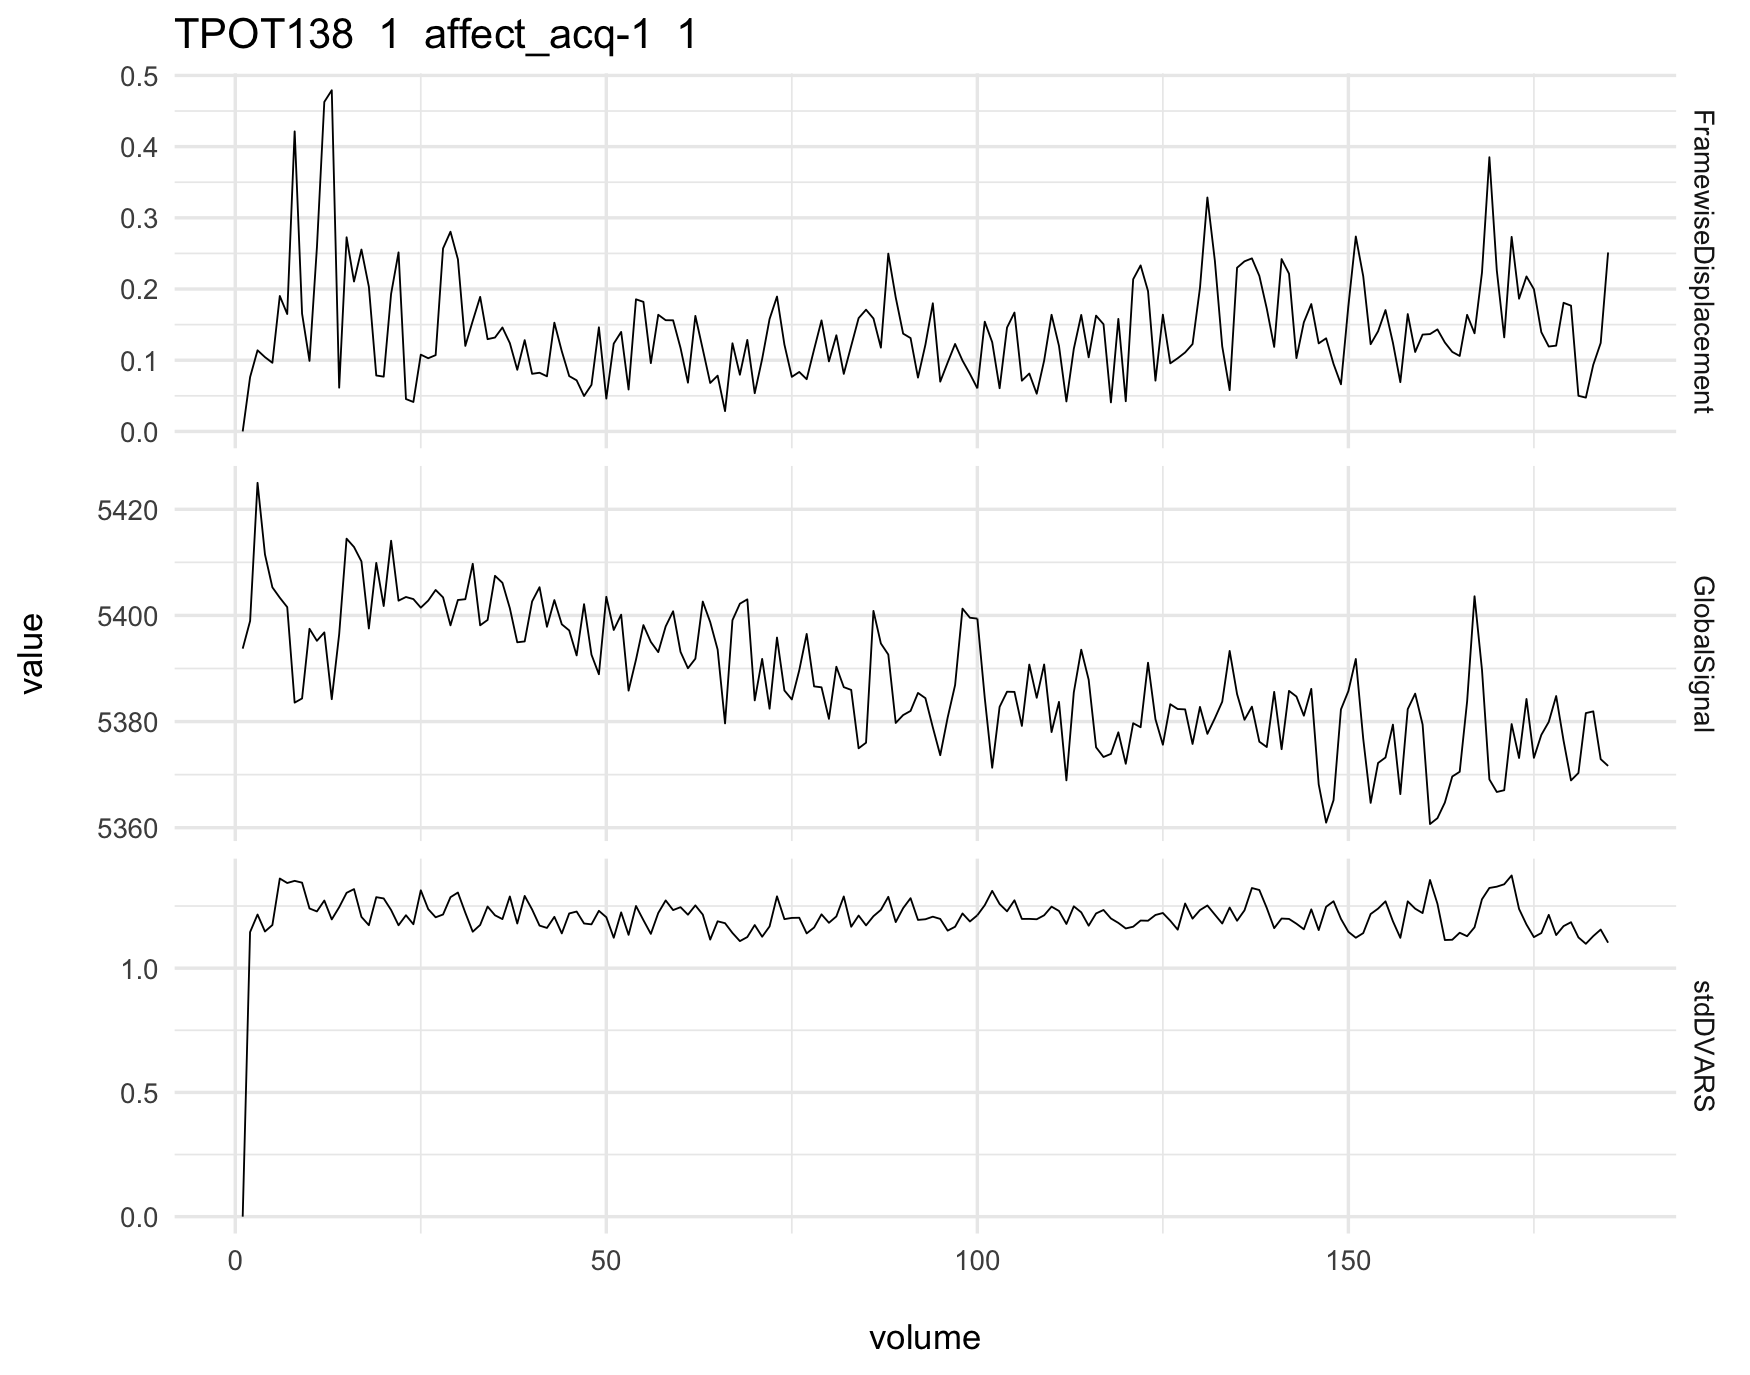 TPOT138 1 affect_acq-1 1
value
0.5
0.4
0.3
0.2
0.1
0.0
FramewiseDisplacement
5420
5400
5380
5360
GlobalSignal
1.0
0.5
0.0
stdDVARS
0 50 100 150
volume